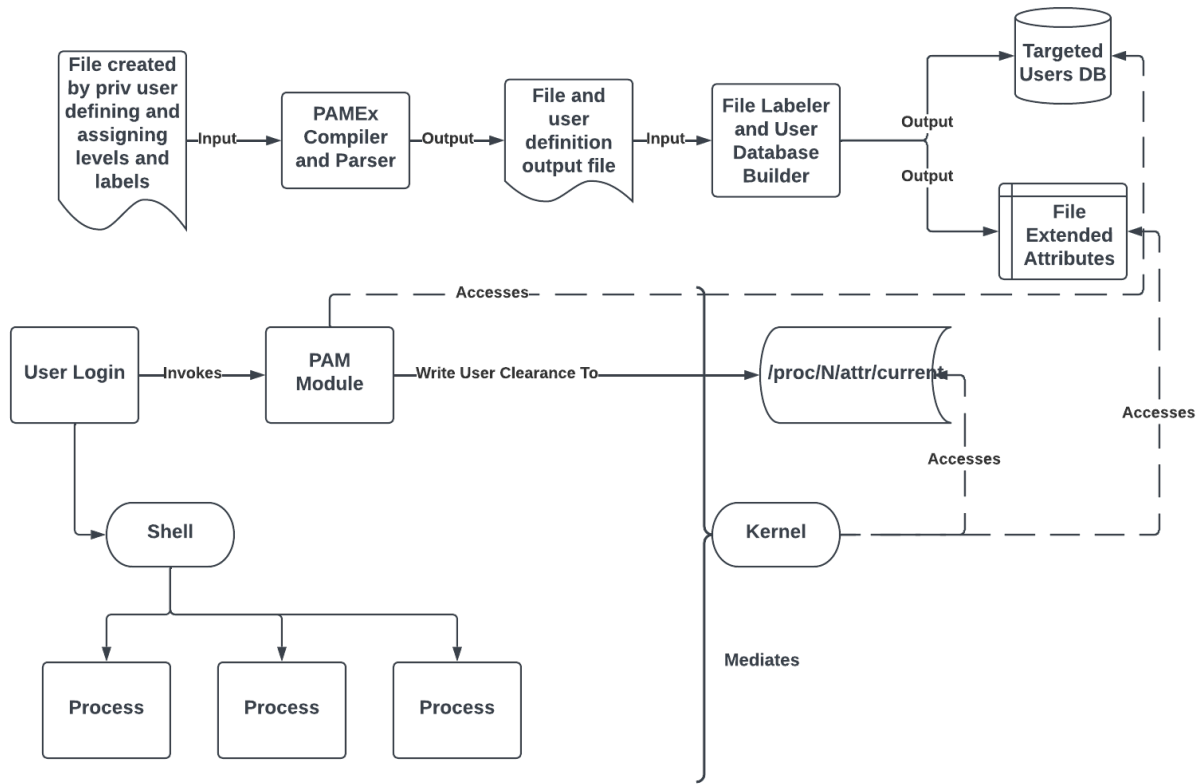 File created
by priv user
defining and
assigning
levels and
labels
Input
PAMEx
Compiler
and Parser
Output
File and
user
definition
output file
Input
File Labeler
and User
Database
Builder
Output
Output
Targeted
Users DB
File
Extended
Attributes
Accesses
User Login
Invokes
PAM
Module
Write User Clearance To
/proc/N/attr/current
Accesses
Accesses
Shell
Kernel
Mediates
Process
Process
Process